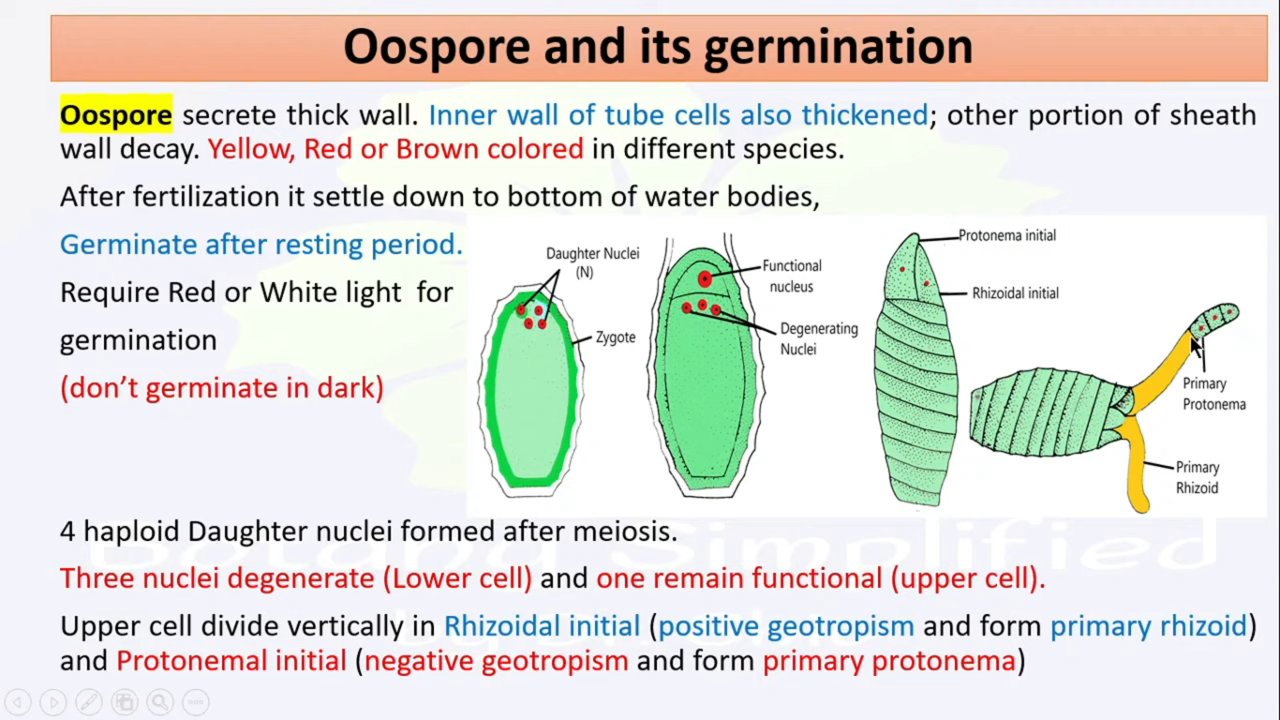 Oospore and its germination
Oospore secrete thick wall. Inner wall of tube cells also thickened; other portion of sheath
wall decay. Yellow, Red or Brown colored in different species.
After fertilization it settle down to bottom of water bodies,
Germinate after resting period.
Require Red or White light for
germination
(don't germinate in dark)
Daughter Nuclei
(N)
Zygote
Functional
nucleus
Degenerating
Nuclei
Protonema initial
Rhizoidal initial
Primary
Protonema
Primary
Rhizoid
4 haploid Daughter nuclei formed after meiosis.
Three nuclei degenerate (Lower cell) and one remain functional (upper cell).
Upper cell divide vertically in Rhizoidal initial (positive geotropism and form primary rhizoid)
and Protonemal initial (negative geotropism and form primary protonema)
Botany Simplified